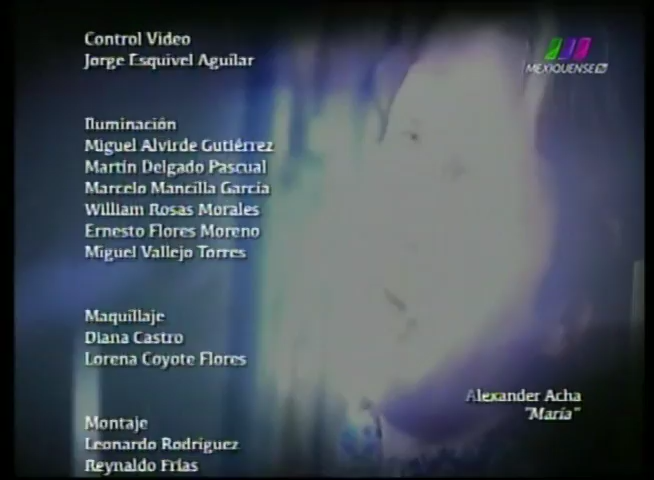 Control Video
Jorge Esquivel Aguilar
Iluminación
Miguel Alvirde Gutiérrez
Martín Delgado Pascual
Marcelo Mancilla García
William Rosas Morales
Ernesto Flores Moreno
Miguel Vallejo Torres
Maquillaje
Diana Castro
Lorena Coyote Flores
Montaje
Leonardo Rodríguez
Reynaldo Frías
MEXIQUENSE TV
Alexander Acha
"María"